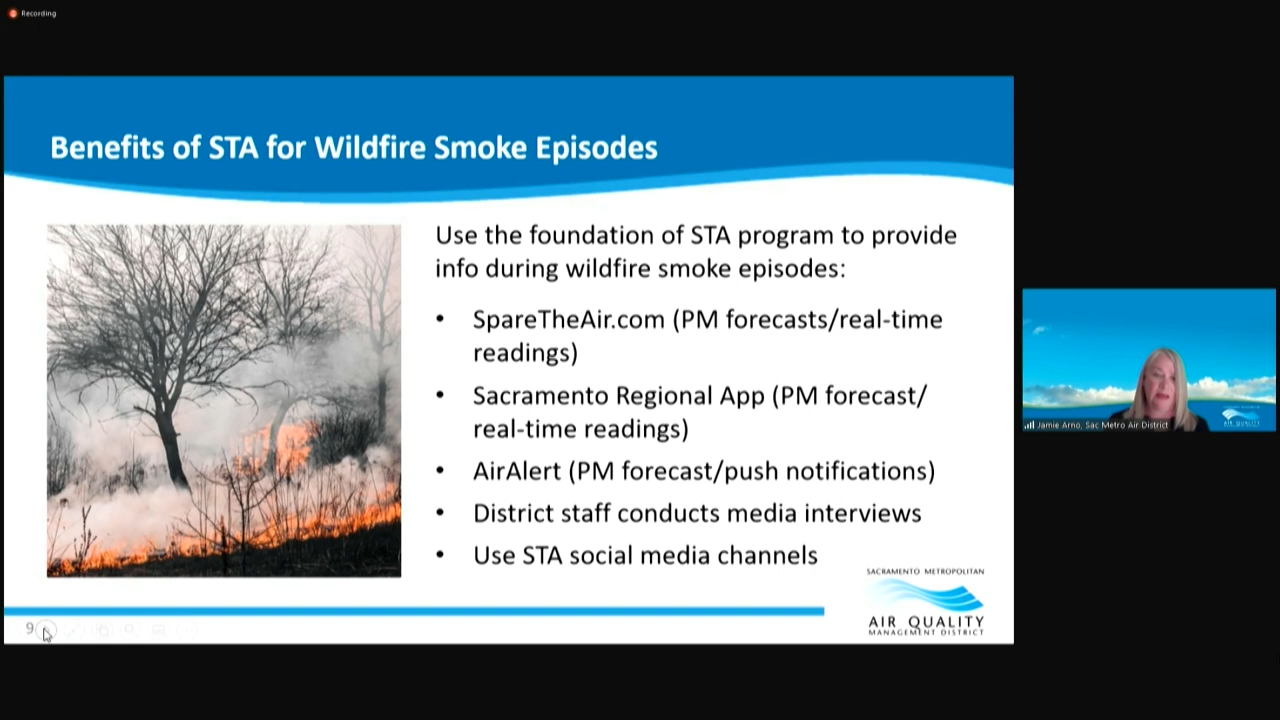 Recording
Benefits of STA for Wildfire Smoke Episodes
Use the foundation of STA program to provide
info during wildfire smoke episodes:
• SpareTheAir.com (PM forecasts/real-time
readings)
• Sacramento Regional App (PM forecast/
real-time readings)
• AirAlert (PM forecast/push notifications)
• District staff conducts media interviews
• Use STA social media channels
SACRAMENTO METROPOLITAN
AIR QUALITY
MANAGEMENT DISTRICT
9
Jamie Arno, Sac Metro Air District
AIR QUALITY